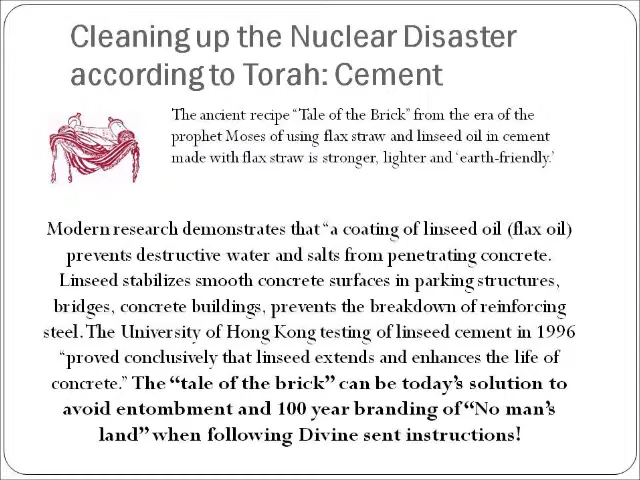 Cleaning up the Nuclear Disaster
according to Torah: Cement
The ancient recipe “Tale of the Brick” from the era of the
prophet Moses of using flax straw and linseed oil in cement
made with flax straw is stronger, lighter and ‘earth-friendly.’
Modern research demonstrates that “a coating of linseed oil (flax oil)
prevents destructive water and salts from penetrating concrete.
Linseed stabilizes smooth concrete surfaces in parking structures,
bridges, concrete buildings, prevents the breakdown of reinforcing
steel. The University of Hong Kong testing of linseed cement in 1996
“proved conclusively that linseed extends and enhances the life of
concrete.” The “tale of the brick” can be today’s solution to
avoid entombment and 100 year branding of “No man’s
land” when following Divine sent instructions!